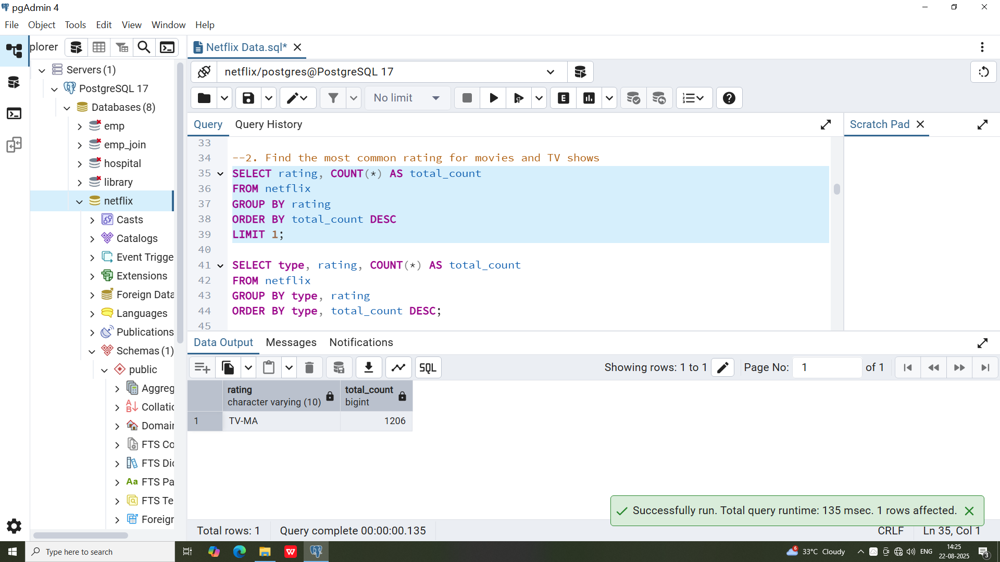 pgAdmin 4
File Object Tools Edit View Window Help
plorer
Netflix Data.sql*
Servers (1)
PostgreSQL 17
Databases (8)
emp
emp_join
hospital
library
netflix
Casts
Catalogs
Event Trigge
Extensions
Foreign Data
Languages
Publications
Schemas (1)
public
Aggreg
Collatic
Domair
FTS Co
FTS Dic
FTS Pa
FTS Te
Foreigr
netflix/postgres@PostgreSQL 17
No limit
E
Query Query History
Scratch Pad
33
34 --2. Find the most common rating for movies and TV shows
35 SELECT rating, COUNT(*) AS total_count
36 FROM netflix
37 GROUP BY rating
38 ORDER BY total_count DESC
39 LIMIT 1;
40
41 SELECT type, rating, COUNT(*) AS total_count
42 FROM netflix
43 GROUP BY type, rating
44 ORDER BY type, total_count DESC;
45
Data Output Messages Notifications
SQL
Showing rows: 1 to 1 Page No: 1 of 1
rating total_count
character varying (10) bigint
1 TV-MA 1206
Successfully run. Total query runtime: 135 msec. 1 rows affected.
Total rows: 1 Query complete 00:00:00.135 CRLF Ln 35, Col 1
Type here to search
6 33°C Cloudy ENG 14:25
22-08-2025 3